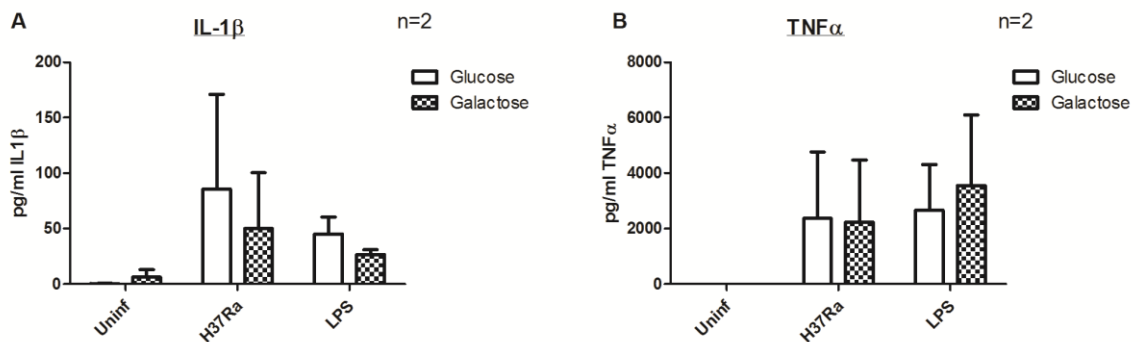 A
IL-1β
n=2
200
150
100
50
0
pg/ml IL1β
Uninf
H37Ra
LPS
Glucose
Galactose
B
TNFα
n=2
8000
6000
4000
2000
0
pg/ml TNFα
Uninf
H37Ra
LPS
Glucose
Galactose